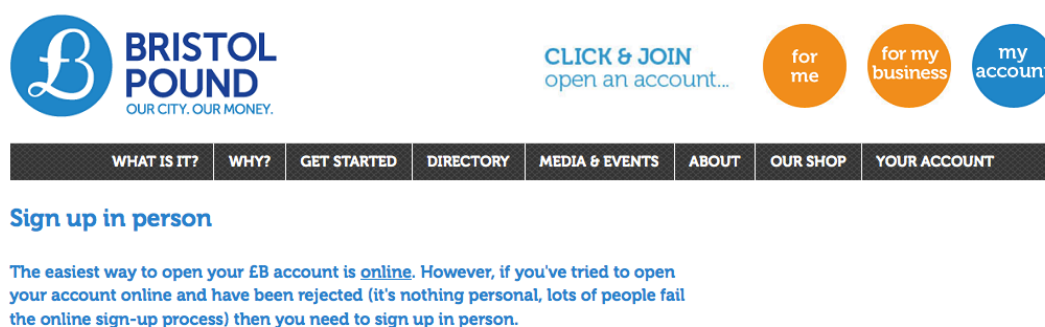 £B
BRISTOL
POUND
OUR CITY. OUR MONEY.
CLICK & JOIN
open an account...
for
me
for my
business
my
account
WHAT IS IT? WHY? GET STARTED DIRECTORY MEDIA & EVENTS ABOUT OUR SHOP YOUR ACCOUNT
Sign up in person
The easiest way to open your £B account is online. However, if you've tried to open
your account online and have been rejected (it's nothing personal, lots of people fail
the online sign-up process) then you need to sign up in person.